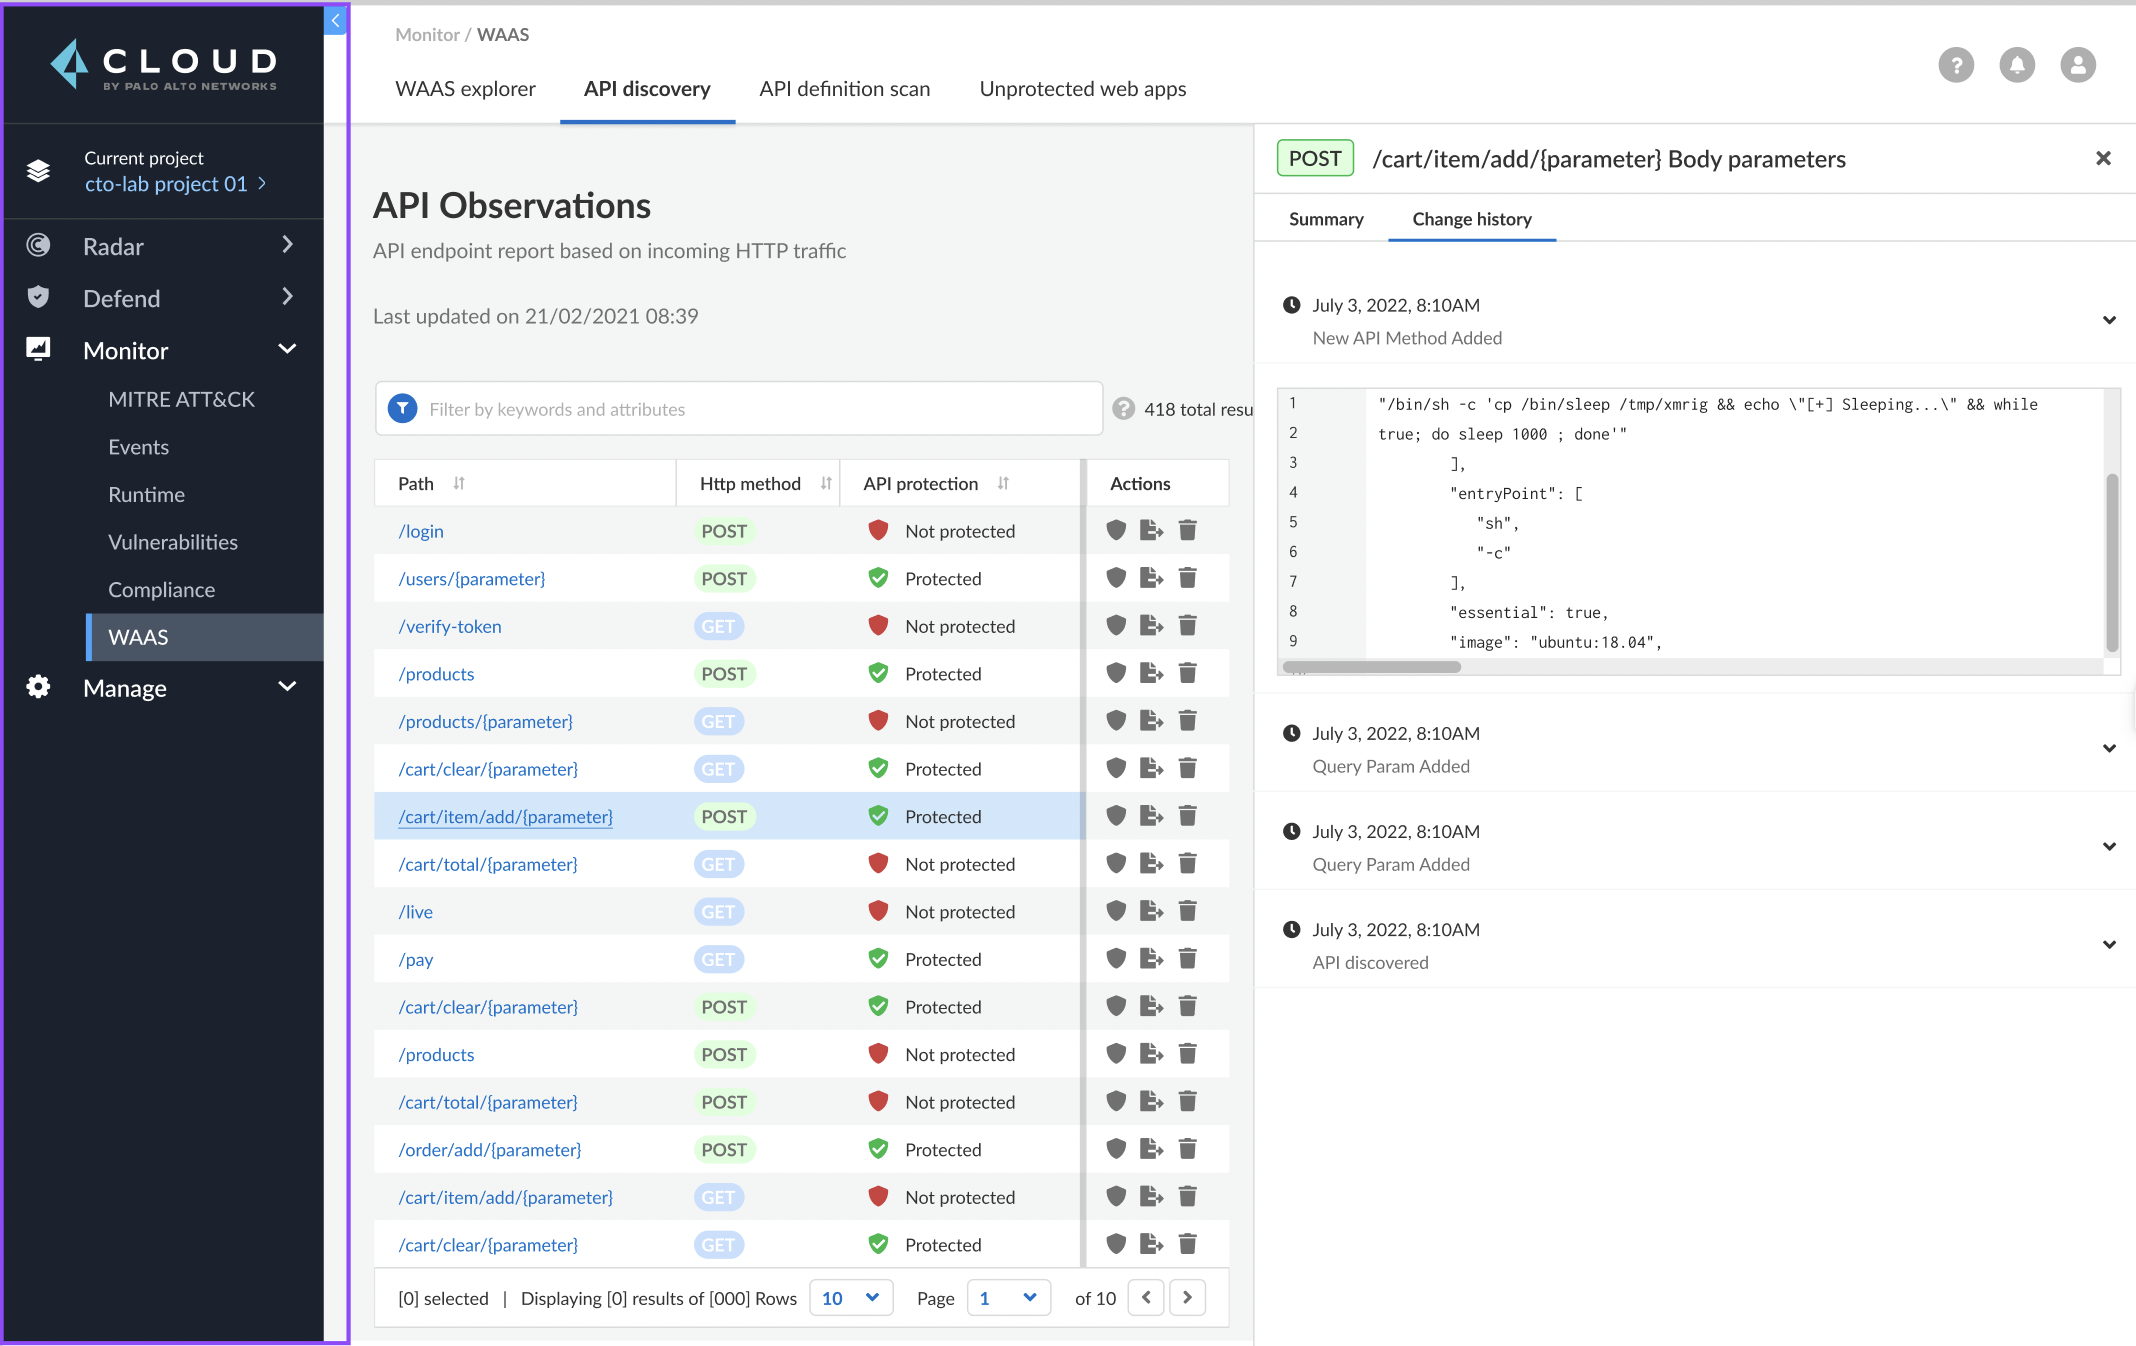 CLOUD
BY PALO ALTO NETWORKS
Current project
cto-lab project 01
Radar
Defend
Monitor
MITRE ATT&CK
Events
Runtime
Vulnerabilities
Compliance
WAAS
Manage
Monitor / WAAS
WAAS explorer API discovery API definition scan Unprotected web apps
API Observations
API endpoint report based on incoming HTTP traffic
Last updated on 21/02/2021 08:39
Filter by keywords and attributes
? 418 total resu
Path Http method API protection Actions
/login POST Not protected
/users/{parameter} POST Protected
/verify-token GET Not protected
/products POST Protected
/products/{parameter} GET Not protected
/cart/clear/{parameter} GET Protected
/cart/item/add/{parameter} POST Protected
/cart/total/{parameter} GET Not protected
/live GET Not protected
/pay GET Protected
/cart/clear/{parameter} POST Protected
/products POST Not protected
/cart/total/{parameter} POST Not protected
/order/add/{parameter} POST Protected
/cart/item/add/{parameter} GET Not protected
/cart/clear/{parameter} GET Protected
[0] selected | Displaying [0] results of [000] Rows 10 Page 1 of 10
?
POST /cart/item/add/{parameter} Body parameters
Summary Change history
July 3, 2022, 8:10AM
New API Method Added
1 "/bin/sh -c 'cp /bin/sleep /tmp/xmrig && echo \"[+] Sleeping...\" && while
2 true; do sleep 1000 ; done'"
3 ],
4 "entryPoint": [
5 "sh",
6 "-c"
7 ],
8 "essential": true,
9 "image": "ubuntu:18.04",
July 3, 2022, 8:10AM
Query Param Added
July 3, 2022, 8:10AM
Query Param Added
July 3, 2022, 8:10AM
API discovered